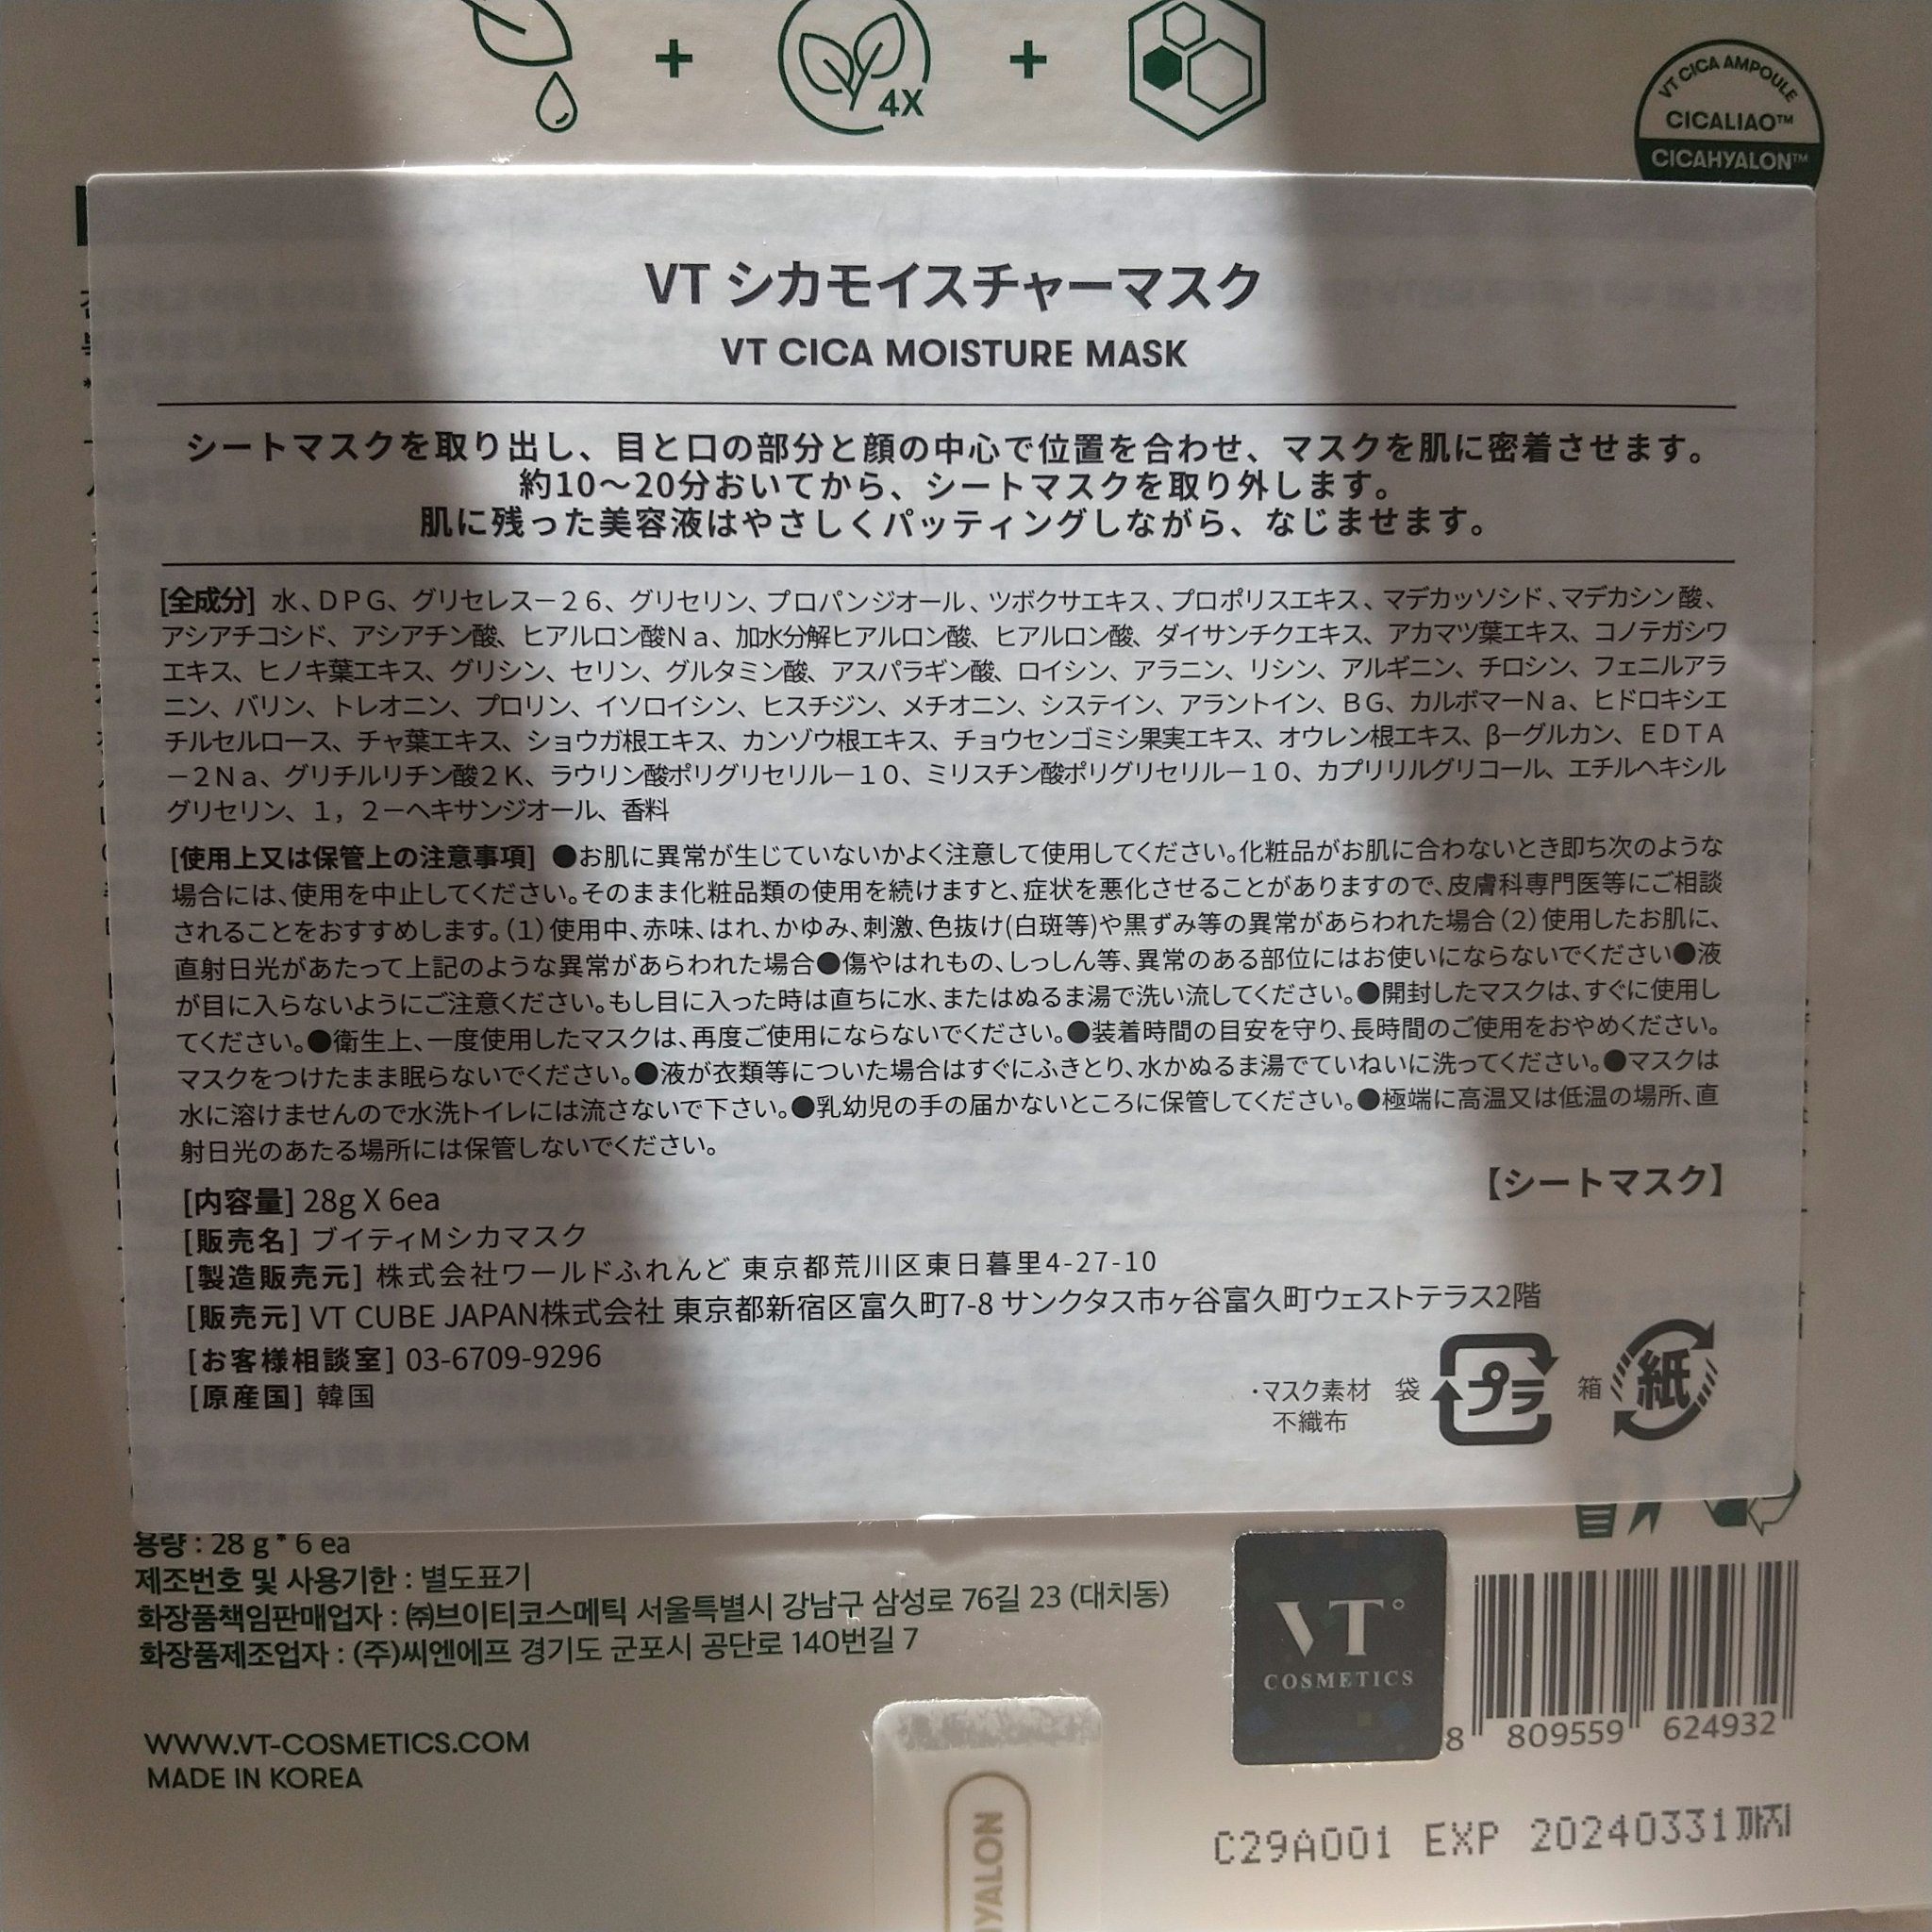 4X
VT CICA AMPOULE
CICALIAO™
CICAHYALON™
VT シカモイスチャーマスク
VT CICA MOISTURE MASK
シートマスクを取り出し、目と口の部分と顔の中心で位置を合わせ、マスクを肌に密着させます。
約10～20分おいてから、シートマスクを取り外します。
肌に残った美容液はやさしくパッティングしながら、なじませます。
[全成分] 水、ＤＰＧ、グリセレス－２６、グリセリン、プロパンジオール、ツボクサエキス、プロポリスエキス、マデカッソシド、マデカシン酸、
アシアチコシド、アシアチン酸、ヒアルロン酸Ｎａ、加水分解ヒアルロン酸、ヒアルロン酸、ダイサンチクエキス、アカマツ葉エキス、コノテガシワ
エキス、ヒノキ葉エキス、グリシン、セリン、グルタミン酸、アスパラギン酸、ロイシン、アラニン、リシン、アルギニン、チロシン、フェニルアラ
ニン、バリン、トレオニン、プロリン、イソロイシン、ヒスチジン、メチオニン、システイン、アラントイン、ＢＧ、カルボマーＮａ、ヒドロキシエ
チルセルロース、チャ葉エキス、ショウガ根エキス、カンゾウ根エキス、チョウセンゴミシ果実エキス、オウレン根エキス、β－グルカン、ＥＤＴＡ
－２Ｎａ、グリチルリチン酸２Ｋ、ラウリン酸ポリグリセリル－１０、ミリスチン酸ポリグリセリル－１０、カプリリルグリコール、エチルヘキシル
グリセリン、１，２－ヘキサンジオール、香料
[使用上又は保管上の注意事項] ●お肌に異常が生じていないかよく注意して使用してください。化粧品がお肌に合わないとき即ち次のような
場合には、使用を中止してください。そのまま化粧品類の使用を続けますと、症状を悪化させることがありますので、皮膚科専門医等にご相談
されることをおすすめします。（1）使用中、赤味、はれ、かゆみ、刺激、色抜け(白斑等)や黒ずみ等の異常があらわれた場合（2）使用したお肌に、
直射日光があたって上記のような異常があらわれた場合●傷やはれもの、しっしん等、異常のある部位にはお使いにならないでください●液
が目に入らないようにご注意ください。もし目に入った時は直ちに水、またはぬるま湯で洗い流してください。●開封したマスクは、すぐに使用し
てください。●衛生上、一度使用したマスクは、再度ご使用にならないでください。●装着時間の目安を守り、長時間のご使用をおやめください。
マスクをつけたまま眠らないでください。●液が衣類等についた場合はすぐにふきとり、水かぬるま湯でていねいに洗ってください。●マスクは
水に溶けませんので水洗トイレには流さないで下さい。●乳幼児の手の届かないところに保管してください。●極端に高温又は低温の場所、直
射日光のあたる場所には保管しないでください。
【シートマスク】
[内容量] 28g X 6ea
[販売名] ブイティMシカマスク
[製造販売元] 株式会社ワールドふれんど 東京都荒川区東日暮里4-27-10
[販売元] VT CUBE JAPAN株式会社 東京都新宿区富久町7-8 サンクタス市ヶ谷富久町ウェストテラス2階
[お客様相談室] 03-6709-9296
[原産国] 韓国
・マスク素材 袋 プラ 箱 紙
不織布
용량 : 28 g * 6 ea
제조번호 및 사용기한 : 별도표기
화장품책임판매업자 : ㈜브이티코스메틱 서울특별시 강남구 삼성로 76길 23 (대치동)
화장품제조업자 : (주)씨엔에프 경기도 군포시 공단로 140번길 7
WWW.VT-COSMETICS.COM
MADE IN KOREA
VT
COSMETICS
8 809559 624932
YALON
C29A001 EXP 20240331까지